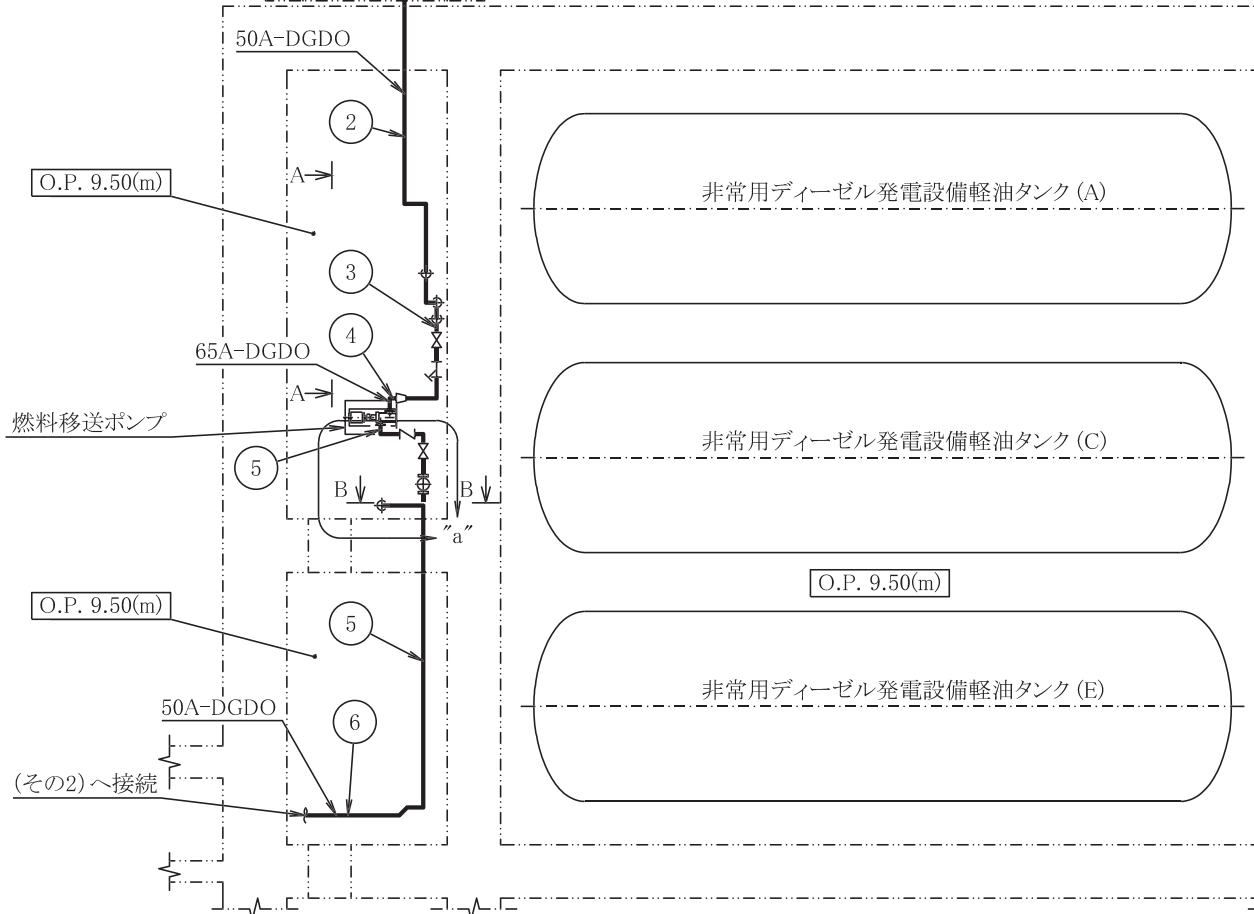 50A-DGDO
②
A
O.P. 9.50(m)
非常用ディーゼル発電設備軽油タンク(A)
③
④
65A-DGDO
A
燃料移送ポンプ
非常用ディーゼル発電設備軽油タンク(C)
⑤
B
B
"a"
O.P. 9.50(m)
O.P. 9.50(m)
⑤
非常用ディーゼル発電設備軽油タンク(E)
50A-DGDO
⑥
(その2)へ接続